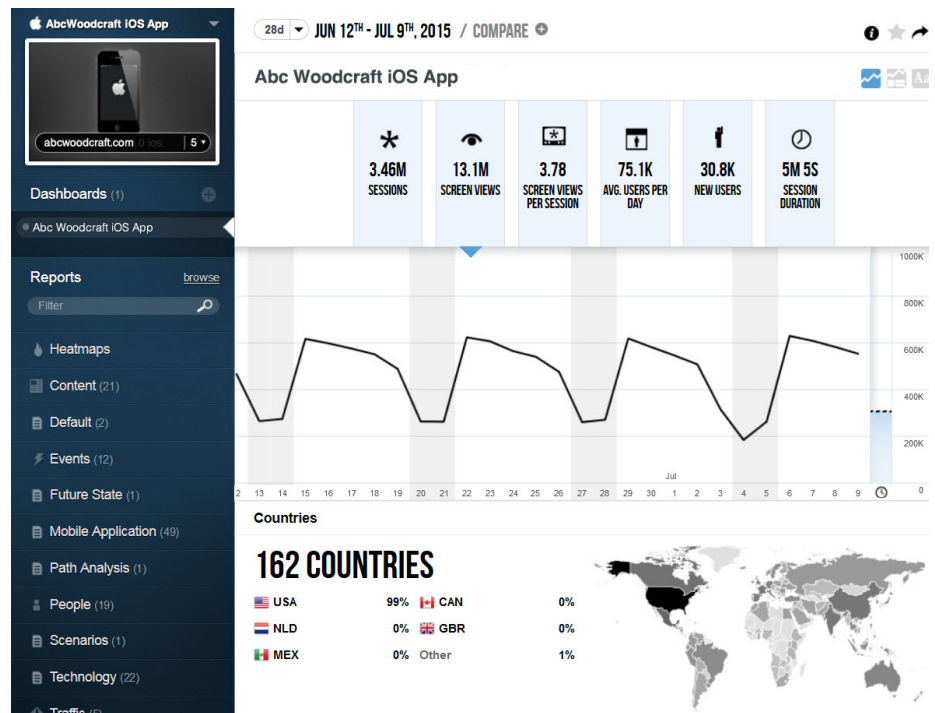 AbcWoodcraft iOS App
abcwoodcraft.com 0 ios. 5
Dashboards (1)
Abc Woodcraft iOS App
Reports browse
Filter
Heatmaps
Content (21)
Default (2)
Events (12)
Future State (1)
Mobile Application (49)
Path Analysis (1)
People (19)
Scenarios (1)
Technology (22)
Traffic (5)
28d JUN 12TH - JUL 9TH, 2015 / COMPARE
Abc Woodcraft iOS App
3.46M
SESSIONS
13.1M
SCREEN VIEWS
3.78
SCREEN VIEWS
PER SESSION
75.1K
AVG. USERS PER
DAY
30.8K
NEW USERS
5M 5S
SESSION
DURATION
1000K
800K
600K
400K
200K
0
Jul
2 13 14 15 16 17 18 19 20 21 22 23 24 25 26 27 28 29 30 1 2 3 4 5 6 7 8 9
Countries
162 COUNTRIES
USA 99% CAN 0%
NLD 0% GBR 0%
MEX 0% Other 1%